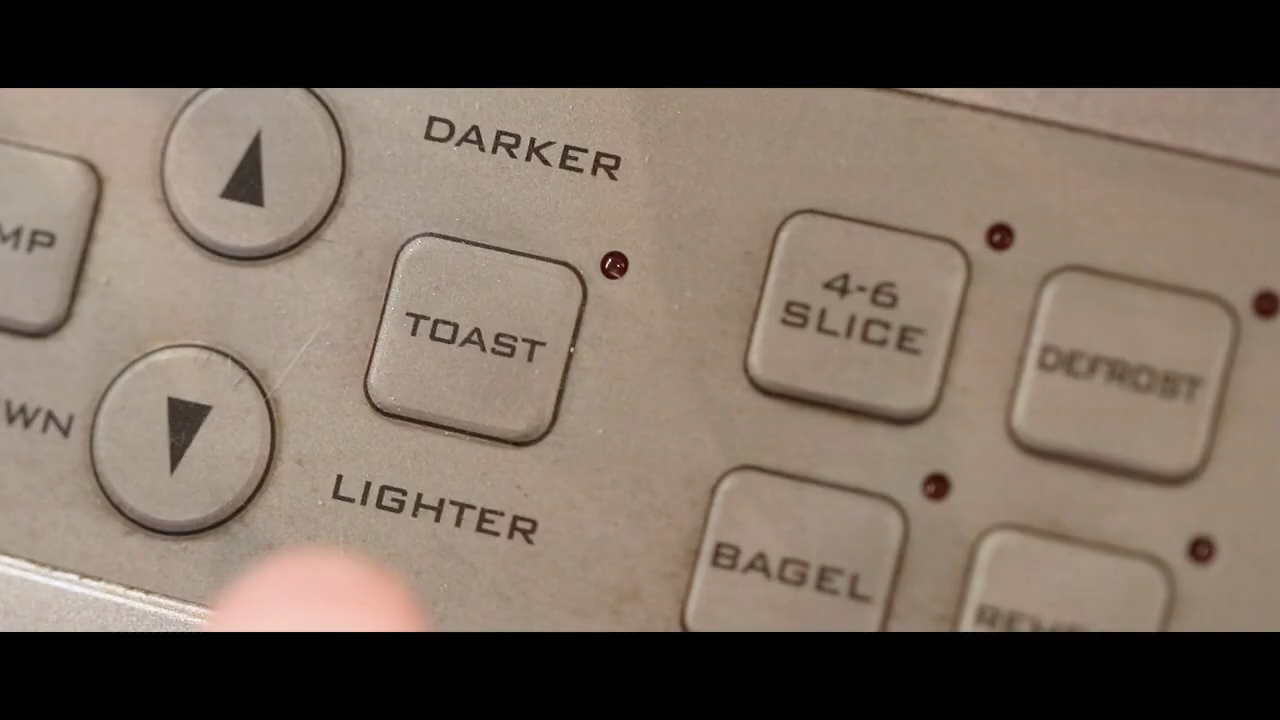 DARKER
MP
TOAST
4-6
SLICE
DEFROST
WN
LIGHTER
BAGEL